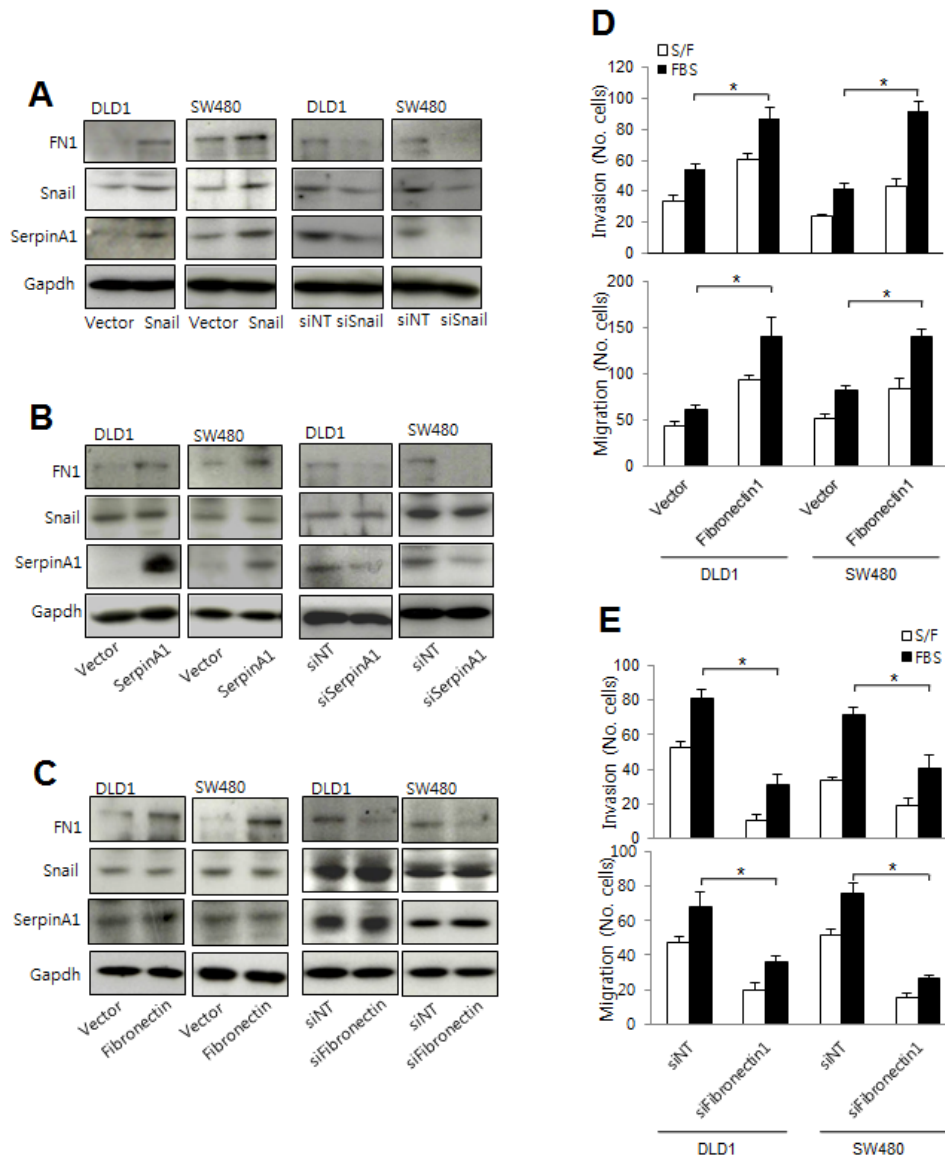 A
DLD1 SW480 DLD1 SW480
FN1
Snail
SerpinA1
Gapdh
Vector Snail Vector Snail siNT siSnail siNT siSnail
B
DLD1 SW480 DLD1 SW480
FN1
Snail
SerpinA1
Gapdh
Vector SerpinA1 Vector SerpinA1 siNT siSerpinA1 siNT siSerpinA1
C
DLD1 SW480 DLD1 SW480
FN1
Snail
SerpinA1
Gapdh
Vector Fibronectin Vector Fibronectin siNT siFibronectin siNT siFibronectin
D
S/F
FBS
Invasion (No. cells)
120
100
80
60
40
20
0
* *
Migration (No. cells)
200
150
100
50
0
* *
Vector Fibronectin1 Vector Fibronectin1
DLD1 SW480
E
S/F
FBS
Invasion (No. cells)
100
80
60
40
20
0
* *
Migration (No. cells)
100
80
60
40
20
0
* *
siNT siFibronectin1 siNT siFibronectin1
DLD1 SW480